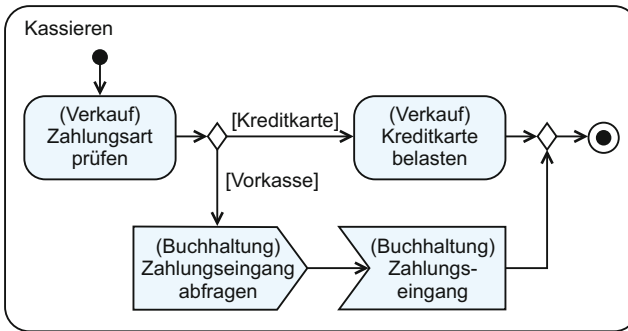 Kassieren
(Verkauf)
Zahlungsart
prüfen
[Kreditkarte]
(Verkauf)
Kreditkarte
belasten
[Vorkasse]
(Buchhaltung)
Zahlungseingang
abfragen
(Buchhaltung)
Zahlungs-
eingang